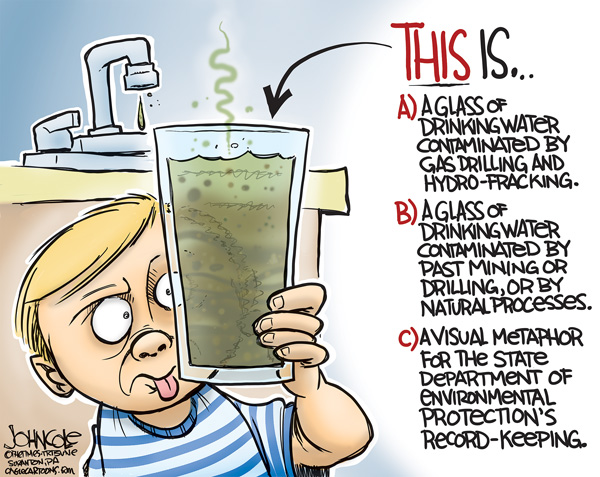 THIS IS...
A) A GLASS OF
DRINKING WATER
CONTAMINATED BY
GAS DRILLING AND
HYDRO-FRACKING.
B) A GLASS OF
DRINKING WATER
CONTAMINATED BY
PAST MINING OR
DRILLING, OR BY
NATURAL PROCESSES.
C) A VISUAL METAPHOR
FOR THE STATE
DEPARTMENT OF
ENVIRONMENTAL
PROTECTION'S
RECORD-KEEPING.
JOHN COLE
©THE TIMES-TRIBUNE
SCRANTON, PA
CAGLECARTOONS.COM